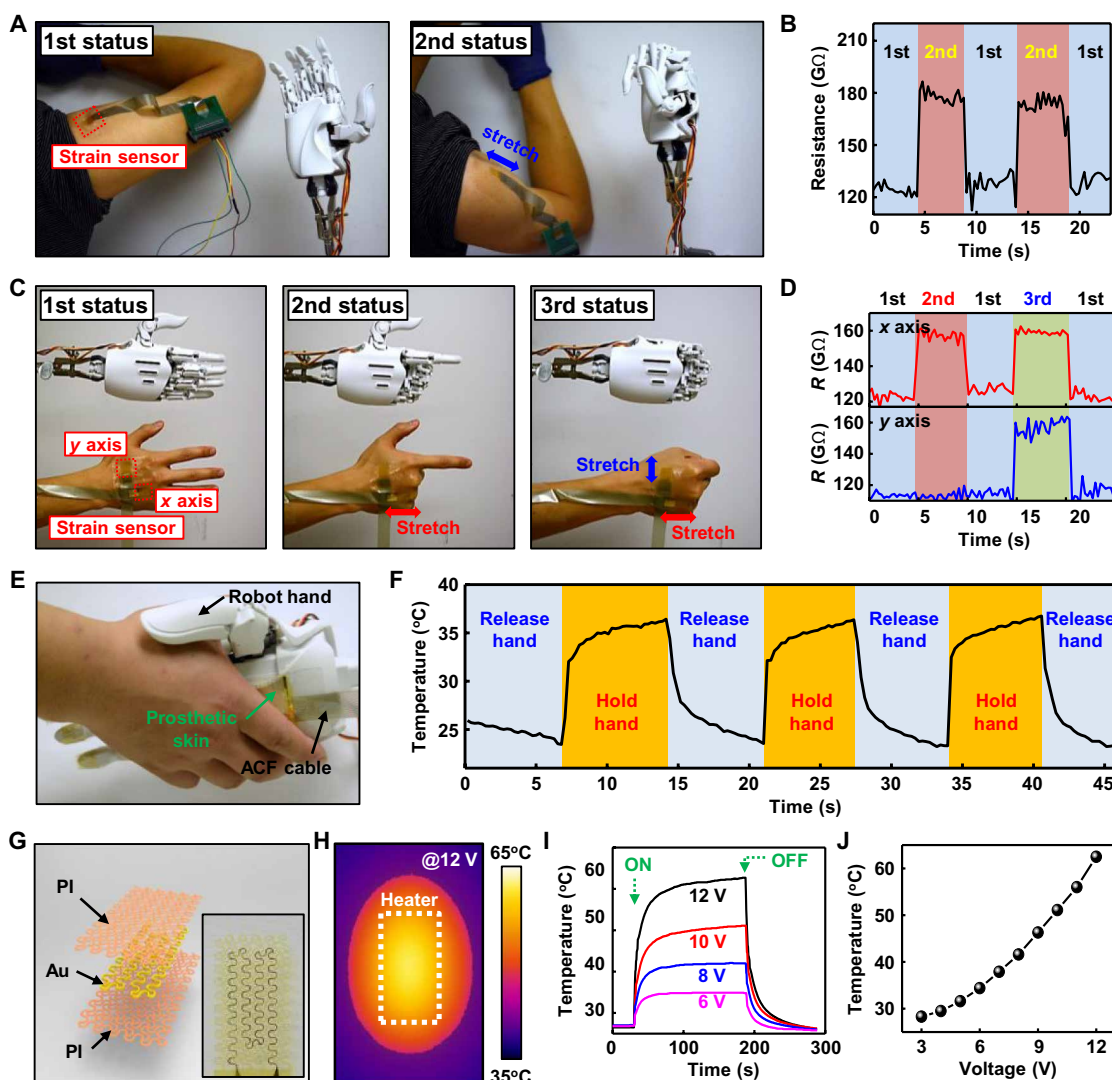 A
1st status
Strain sensor
2nd status
stretch
B
Resistance (GΩ)
210
180
150
120
1st
2nd
1st
2nd
1st
0
5
10
15
20
Time (s)
C
1st status
y axis
x axis
Strain sensor
2nd status
Stretch
3rd status
Stretch
Stretch
D
1st
2nd
1st
3rd
1st
R (GΩ)
160
140
120
x axis
R (GΩ)
160
140
120
y axis
0
5
10
15
20
Time (s)
E
Robot hand
Prosthetic
skin
ACF cable
F
Temperature (°C)
40
35
30
25
Release
hand
Hold
hand
Release
hand
Hold
hand
Release
hand
Hold
hand
Release
hand
0
5
10
15
20
25
30
35
40
45
Time (s)
G
PI
Au
PI
H
@12 V
Heater
65°C
35°C
I
Temperature (°C)
60
50
40
30
ON
OFF
12 V
10 V
8 V
6 V
0
100
200
300
Time (s)
J
Temperature (°C)
60
50
40
30
3
6
9
12
Voltage (V)